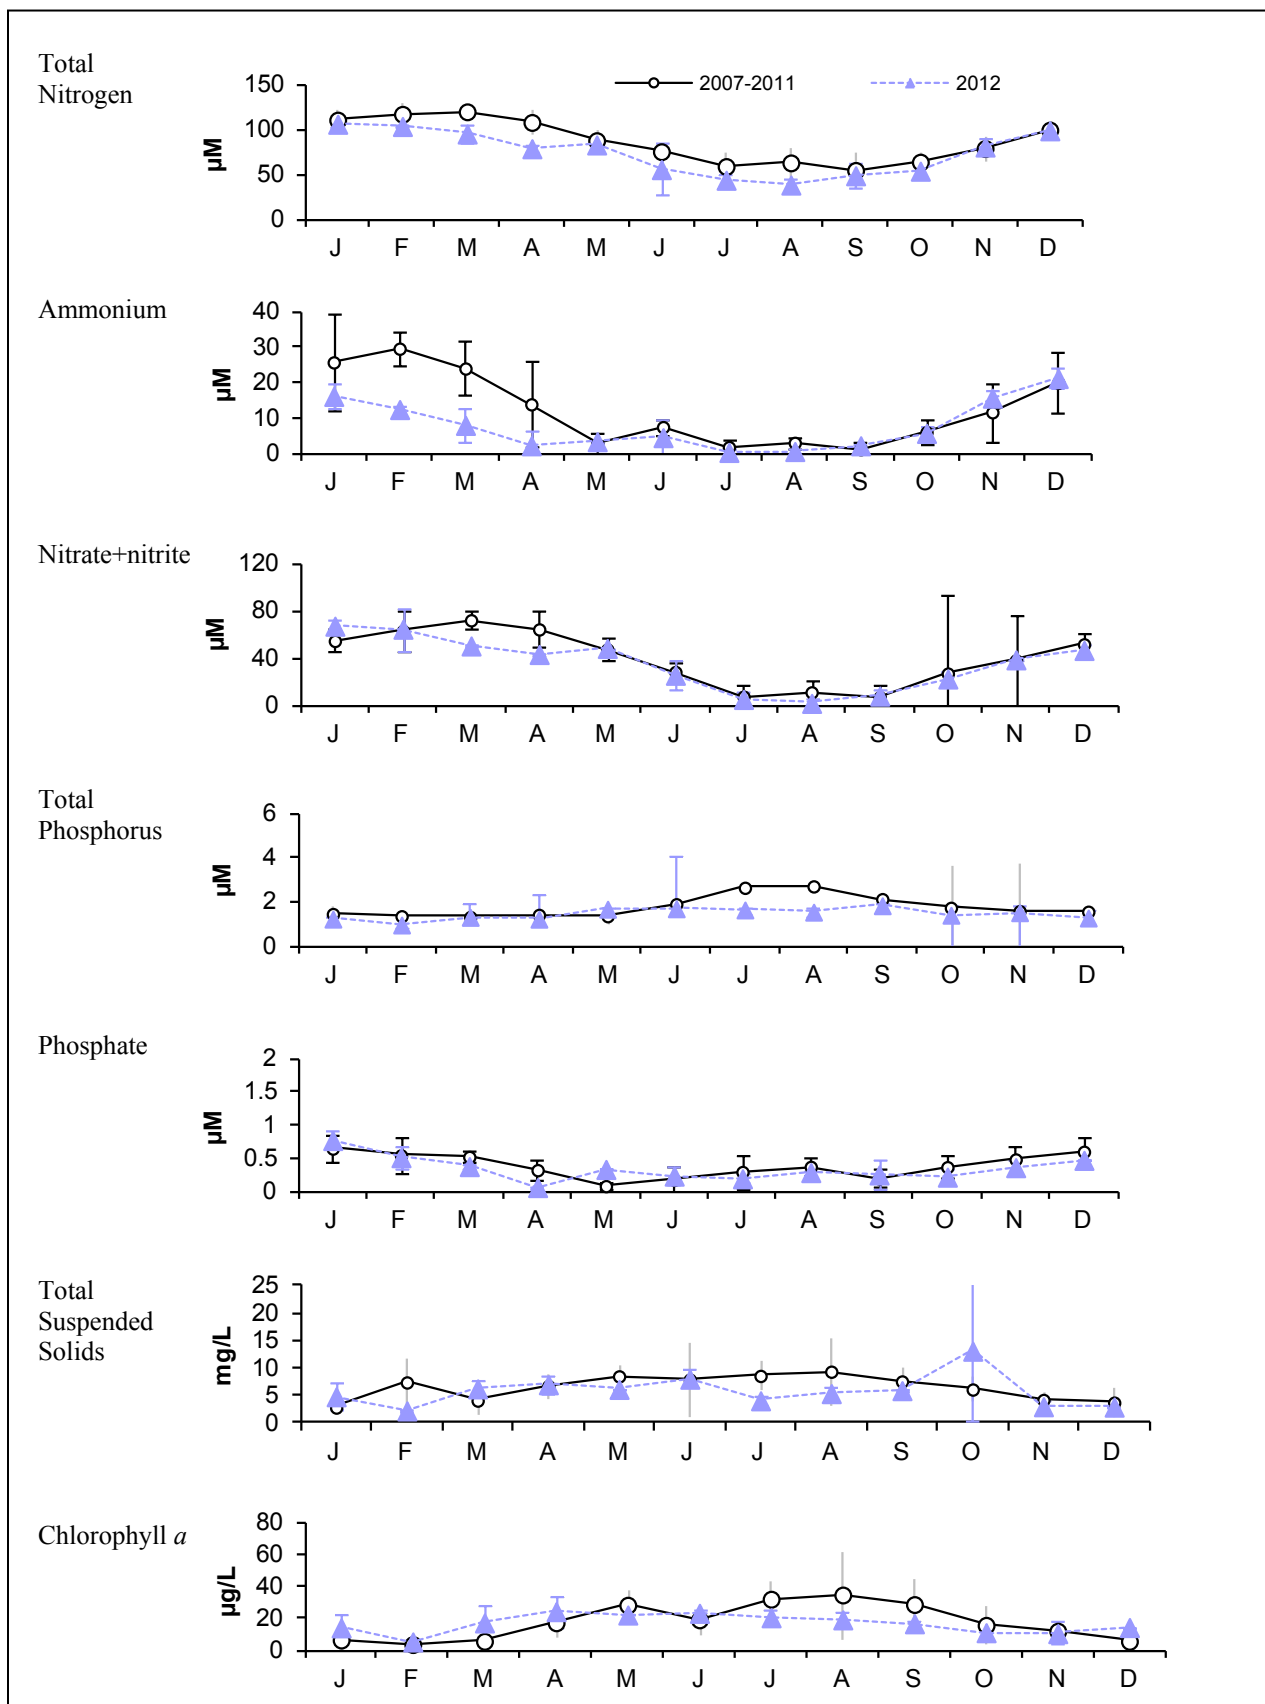 Total
Nitrogen
2007-2011
2012
150
100
50
0
µM
J F M A M J J A S O N D
Ammonium
40
30
20
10
0
µM
J F M A M J J A S O N D
Nitrate+nitrite
120
80
40
0
µM
J F M A M J J A S O N D
Total
Phosphorus
6
4
2
0
µM
J F M A M J J A S O N D
Phosphate
2
1.5
1
0.5
0
µM
J F M A M J J A S O N D
Total
Suspended
Solids
25
20
15
10
5
0
mg/L
J F M A M J J A S O N D
Chlorophyll a
80
60
40
20
0
µg/L
J F M A M J J A S O N D